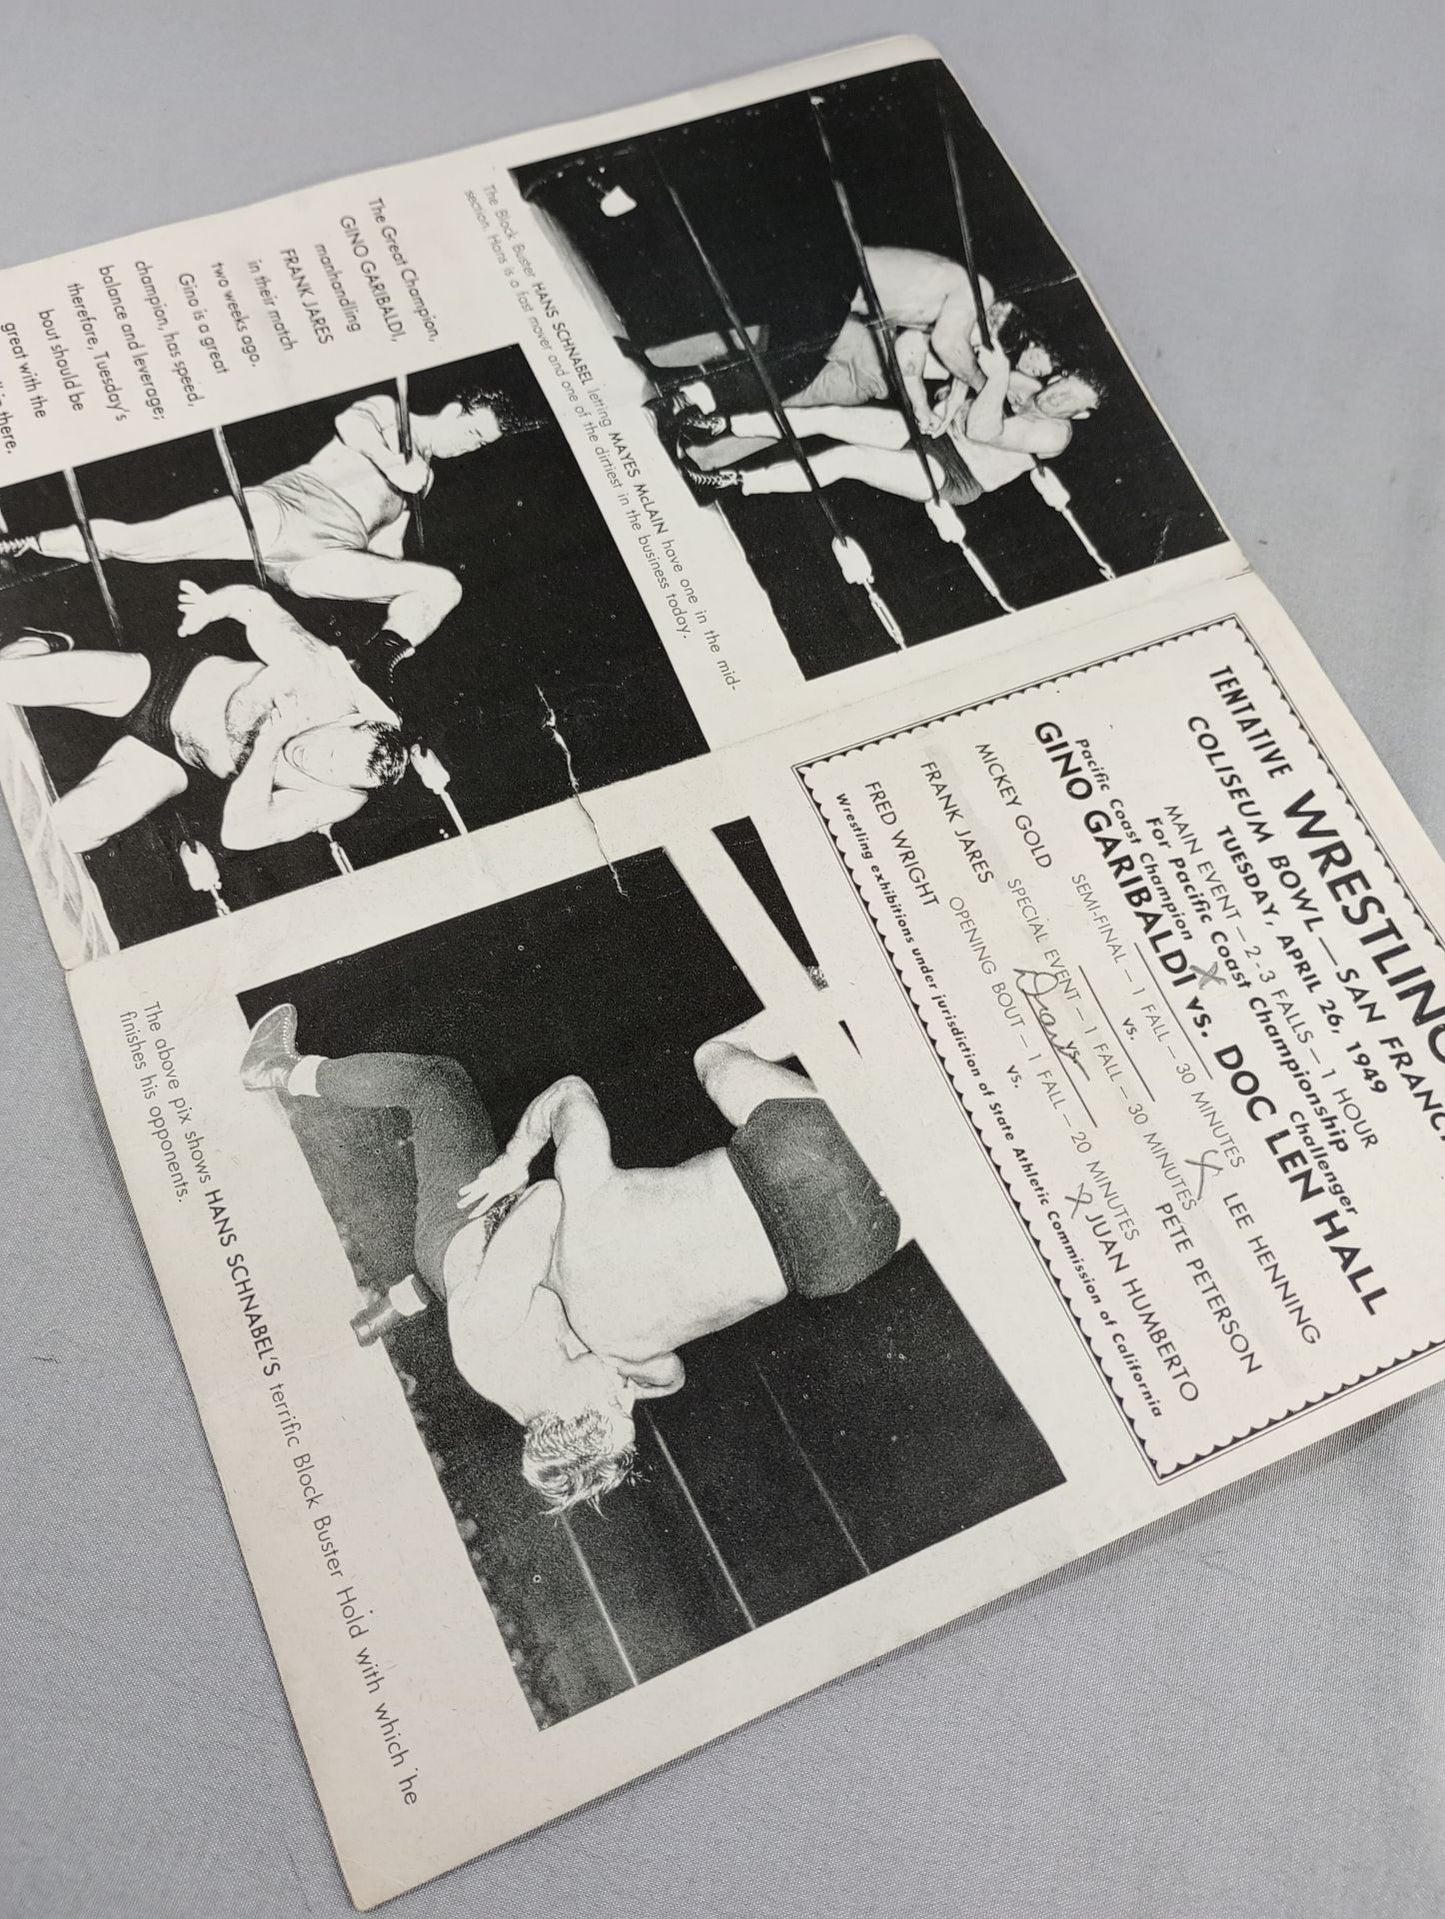 The Block Buster HANS SCHNABEL letting MAYES McLAIN have one in the mid-
section. Hans is a fast mover and one of the dirtiest in the business today.
The Great Champion,
GINO GARIBALDI,
manhandling
FRANK JARES
in their match
two weeks ago.
Gino is a great
champion, has speed,
balance and leverage;
therefore, Tuesday's
bout should be
great with the
in there.
TENTATIVE WRESTLING
COLISEUM BOWL — SAN FRANC
TUESDAY, APRIL 26, 1949
MAIN EVENT — 2-3 FALLS — 1 HOUR
For Pacific Coast Championship
Pacific Coast Champion X Challenger
GINO GARIBALDI vs. DOC LEN HALL
SEMI-FINAL — 1 FALL — 30 MINUTES
MICKEY GOLD vs. LEE HENNING
SPECIAL EVENT — 1 FALL — 30 MINUTES
FRANK JARES Draw vs. PETE PETERSON
OPENING BOUT — 1 FALL — 20 MINUTES
FRED WRIGHT vs. X JUAN HUMBERTO
Wrestling exhibitions under jurisdiction of State Athletic Commission of California
The above pix shows HANS SCHNABEL'S terrific Block Buster Hold with which he
finishes his opponents.